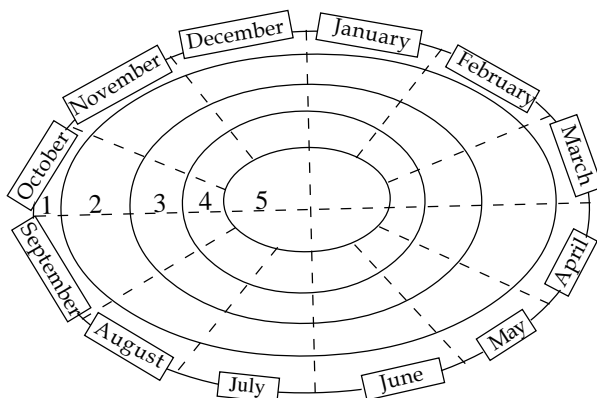 December
January
November
February
October
March
1 2 3 4 5
September
April
August
May
July
June